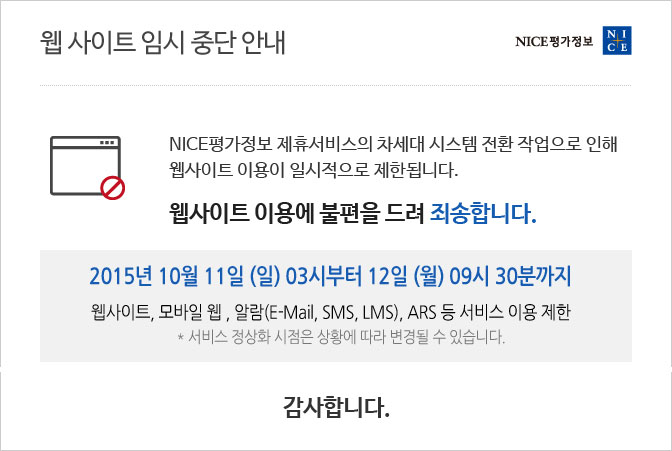 웹 사이트 임시 중단 안내
NICE평가정보
NICE
NICE평가정보 제휴서비스의 차세대 시스템 전환 작업으로 인해
웹사이트 이용이 일시적으로 제한됩니다.
웹사이트 이용에 불편을 드려 죄송합니다.
2015년 10월 11일 (일) 03시부터 12일 (월) 09시 30분까지
웹사이트, 모바일 웹 , 알람(E-Mail, SMS, LMS), ARS 등 서비스 이용 제한
* 서비스 정상화 시점은 상황에 따라 변경될 수 있습니다.
감사합니다.